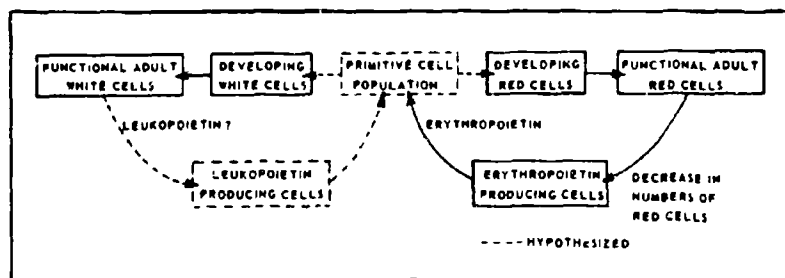 FUNCTIONAL ADULT
WHITE CELLS
DEVELOPING
WHITE CELLS
PRIMITIVE CELL
POPULATION
DEVELOPING
RED CELLS
FUNCTIONAL ADULT
RED CELLS
LEUKOPOIETIN?
ERYTHROPOIETIN
LEUKOPOIETIN
PRODUCING CELLS
ERYTHROPOIETIN
PRODUCING CELLS
DECREASE IN
NUMBERS OF
RED CELLS
---- HYPOTHESIZED